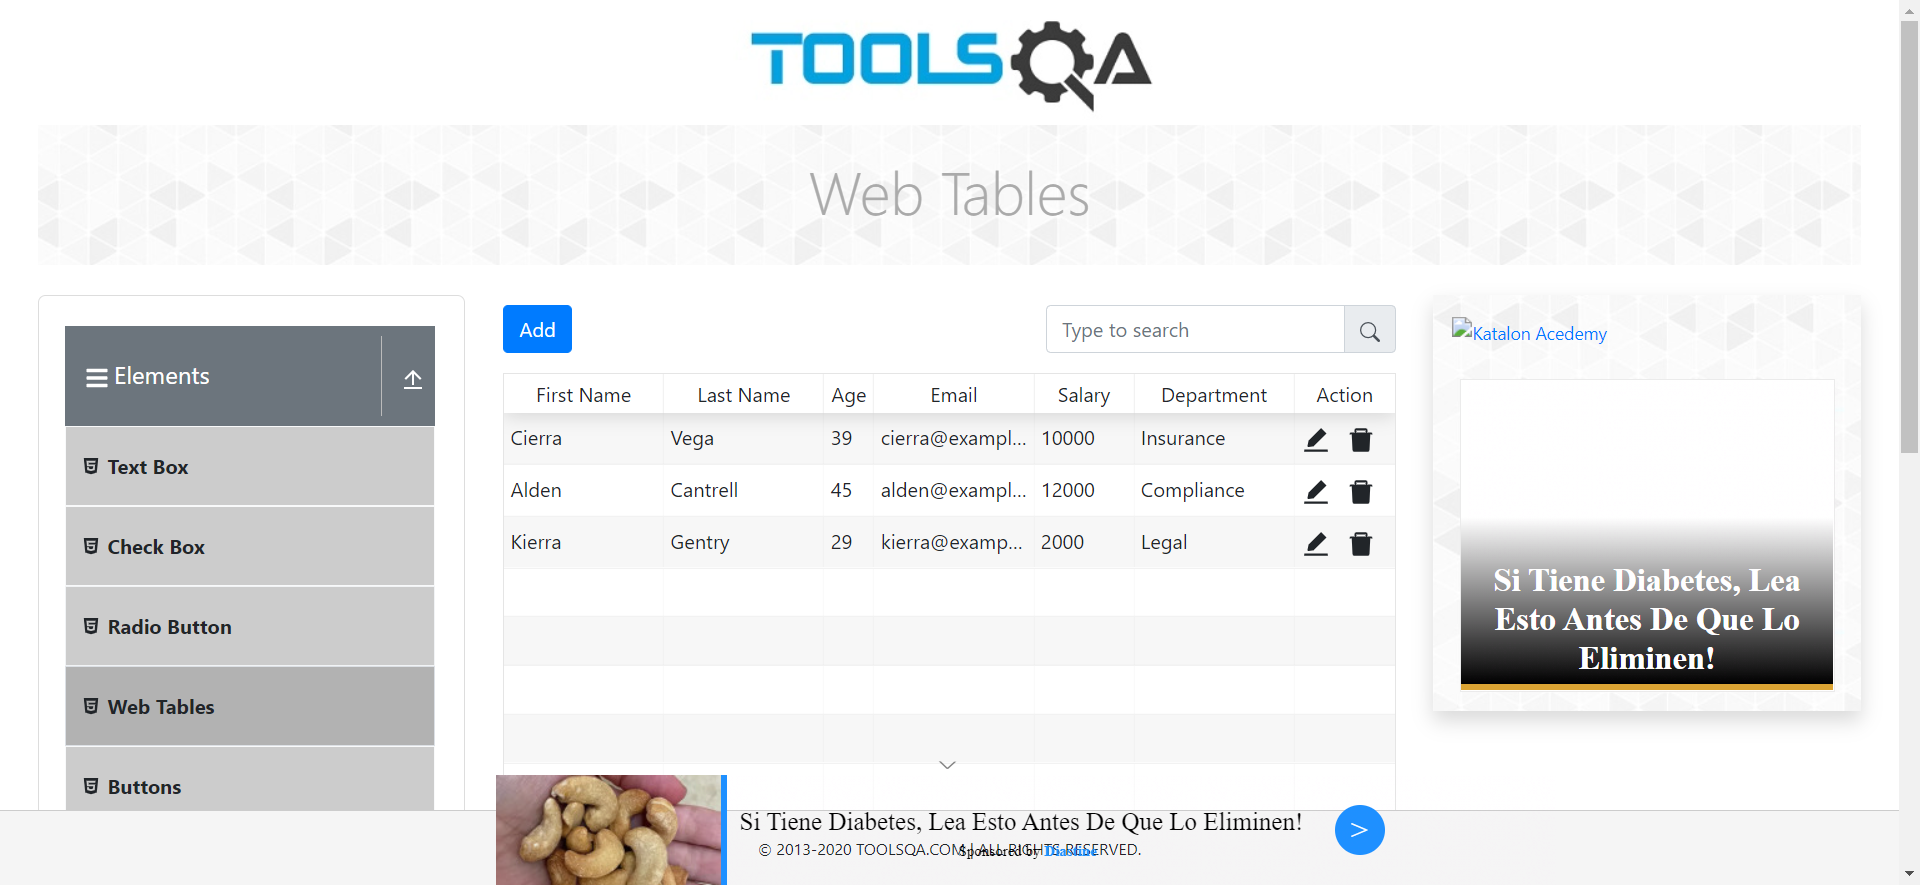 TOOLSQA
Web Tables
Elements
Text Box
Check Box
Radio Button
Web Tables
Buttons
Add
Type to search
First Name Last Name Age Email Salary Department Action
Cierra Vega 39 cierra@exampl... 10000 Insurance
Alden Cantrell 45 alden@exampl... 12000 Compliance
Kierra Gentry 29 kierra@examp... 2000 Legal
Katalon Acedemy
Si Tiene Diabetes, Lea
Esto Antes De Que Lo
Eliminen!
Si Tiene Diabetes, Lea Esto Antes De Que Lo Eliminen!
>
© 2013-2020 TOOLSQA.COM | ALL RIGHTS RESERVED.
Sponsored by